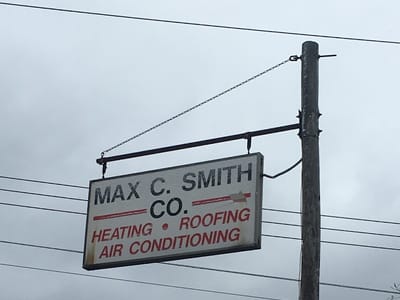 MAX C. SMITH
CO.
HEATING • ROOFING
AIR CONDITIONING